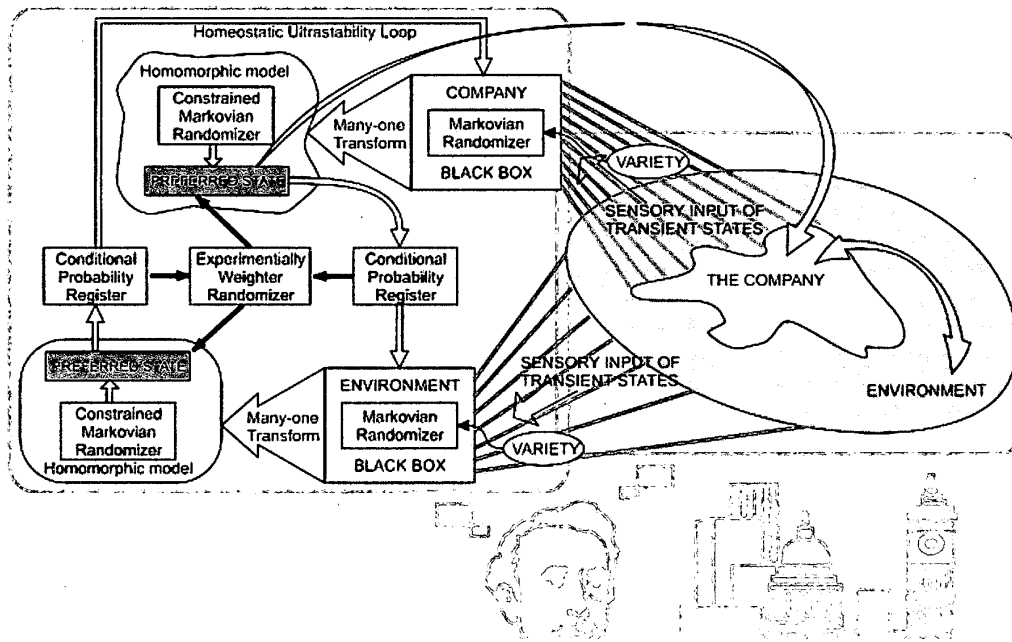 Homeostatic Ultrastability Loop
Homomorphic model
Constrained
Markovian
Randomizer
PREFERRED STATE
Many-one
Transform
COMPANY
Markovian
Randomizer
BLACK BOX
VARIETY
SENSORY INPUT OF
TRANSIENT STATES
THE COMPANY
ENVIRONMENT
Conditional
Probability
Register
Experimentially
Weighter
Randomizer
Conditional
Probability
Register
PREFERRED STATE
Constrained
Markovian
Randomizer
Homomorphic model
Many-one
Transform
ENVIRONMENT
Markovian
Randomizer
BLACK BOX
SENSORY INPUT OF
TRANSIENT STATES
VARIETY